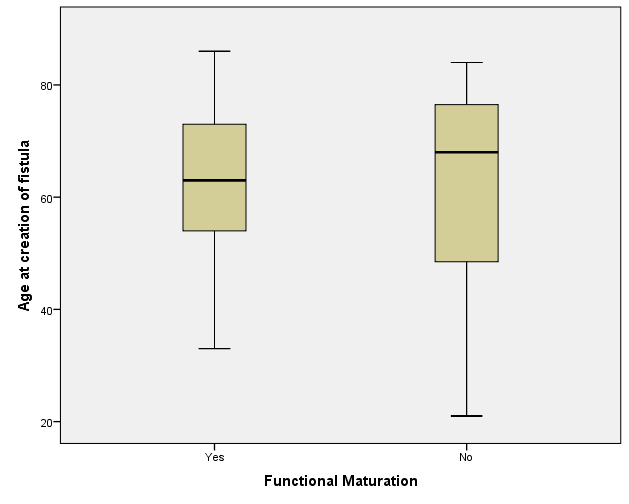 Age at creation of fistula
80
60
40
20
Yes
No
Functional Maturation